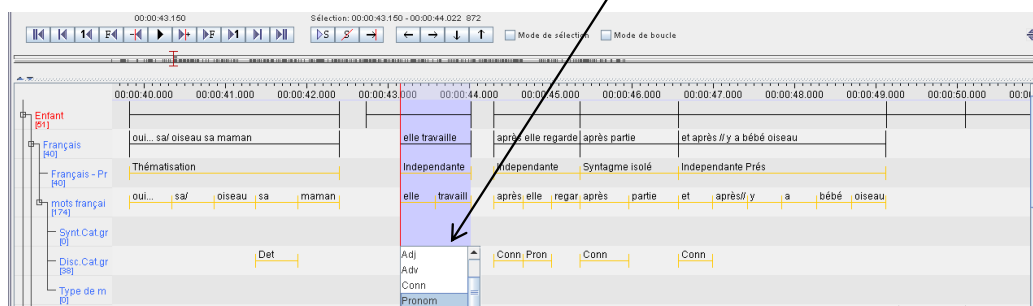 00:00:43.150 Sélection: 00:00:43.150 - 00:00:44.022 872
1 F F 1 S S Mode de sélection Mode de boucle
00:00:40.000 00:00:41.000 00:00:42.000 00:00:43.000 00:00:44.000 00:00:45.000 00:00:46.000 00:00:47.000 00:00:48.000 00:00:49.000 00:00:50.000 00:00
Enfant
[51]
oui... sa/ oiseau sa maman elle travaille après elle regarde après partie et après // y a bébé oiseau
Français
[40]
Thématisation Independante Independante Syntagme isolé Independante Prés
Français - Pr
[40]
oui... sa/ oiseau sa maman elle travaill après elle regar après partie et après// y a bébé oiseau
mots françai
[174]
Synt.Cat.gr
[0]
Adj
Det Conn Pron Conn Conn
Disc.Cat.gr
[38]
Adv
Conn
Type de m
[0]
Pronom